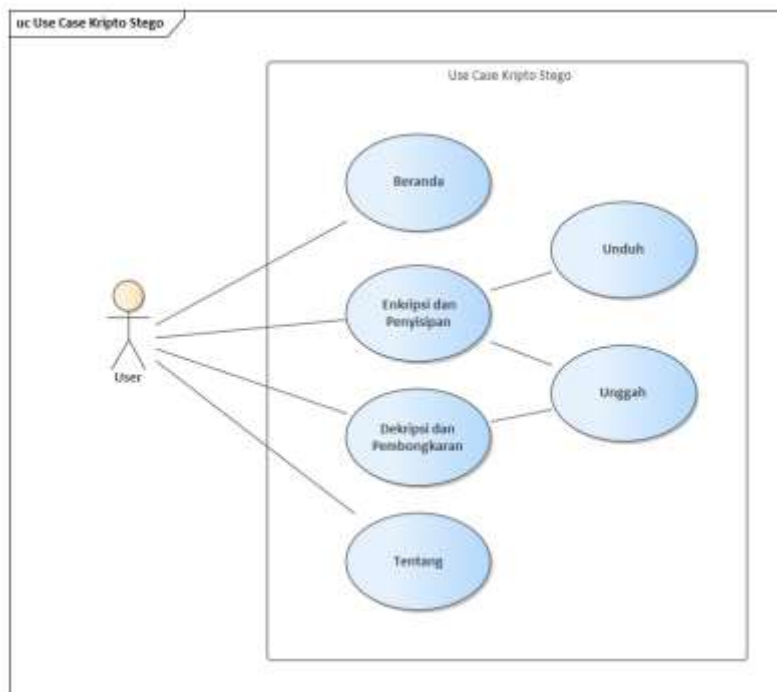 uc Use Case Kripto Stego
Use Case Kripto Stego
Beranda
Unduh
Enkripsi dan
Penyisipan
User
Unggah
Dekripsi dan
Pembongkaran
Tentang